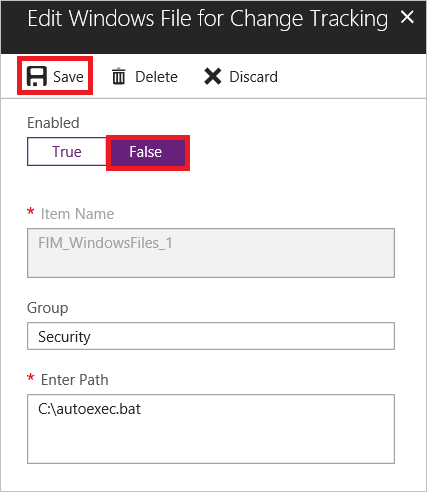 Edit Windows File for Change Tracking
Save Delete Discard
Enabled
True False
* Item Name
FIM_WindowsFiles_1
Group
Security
* Enter Path
C:\autoexec.bat